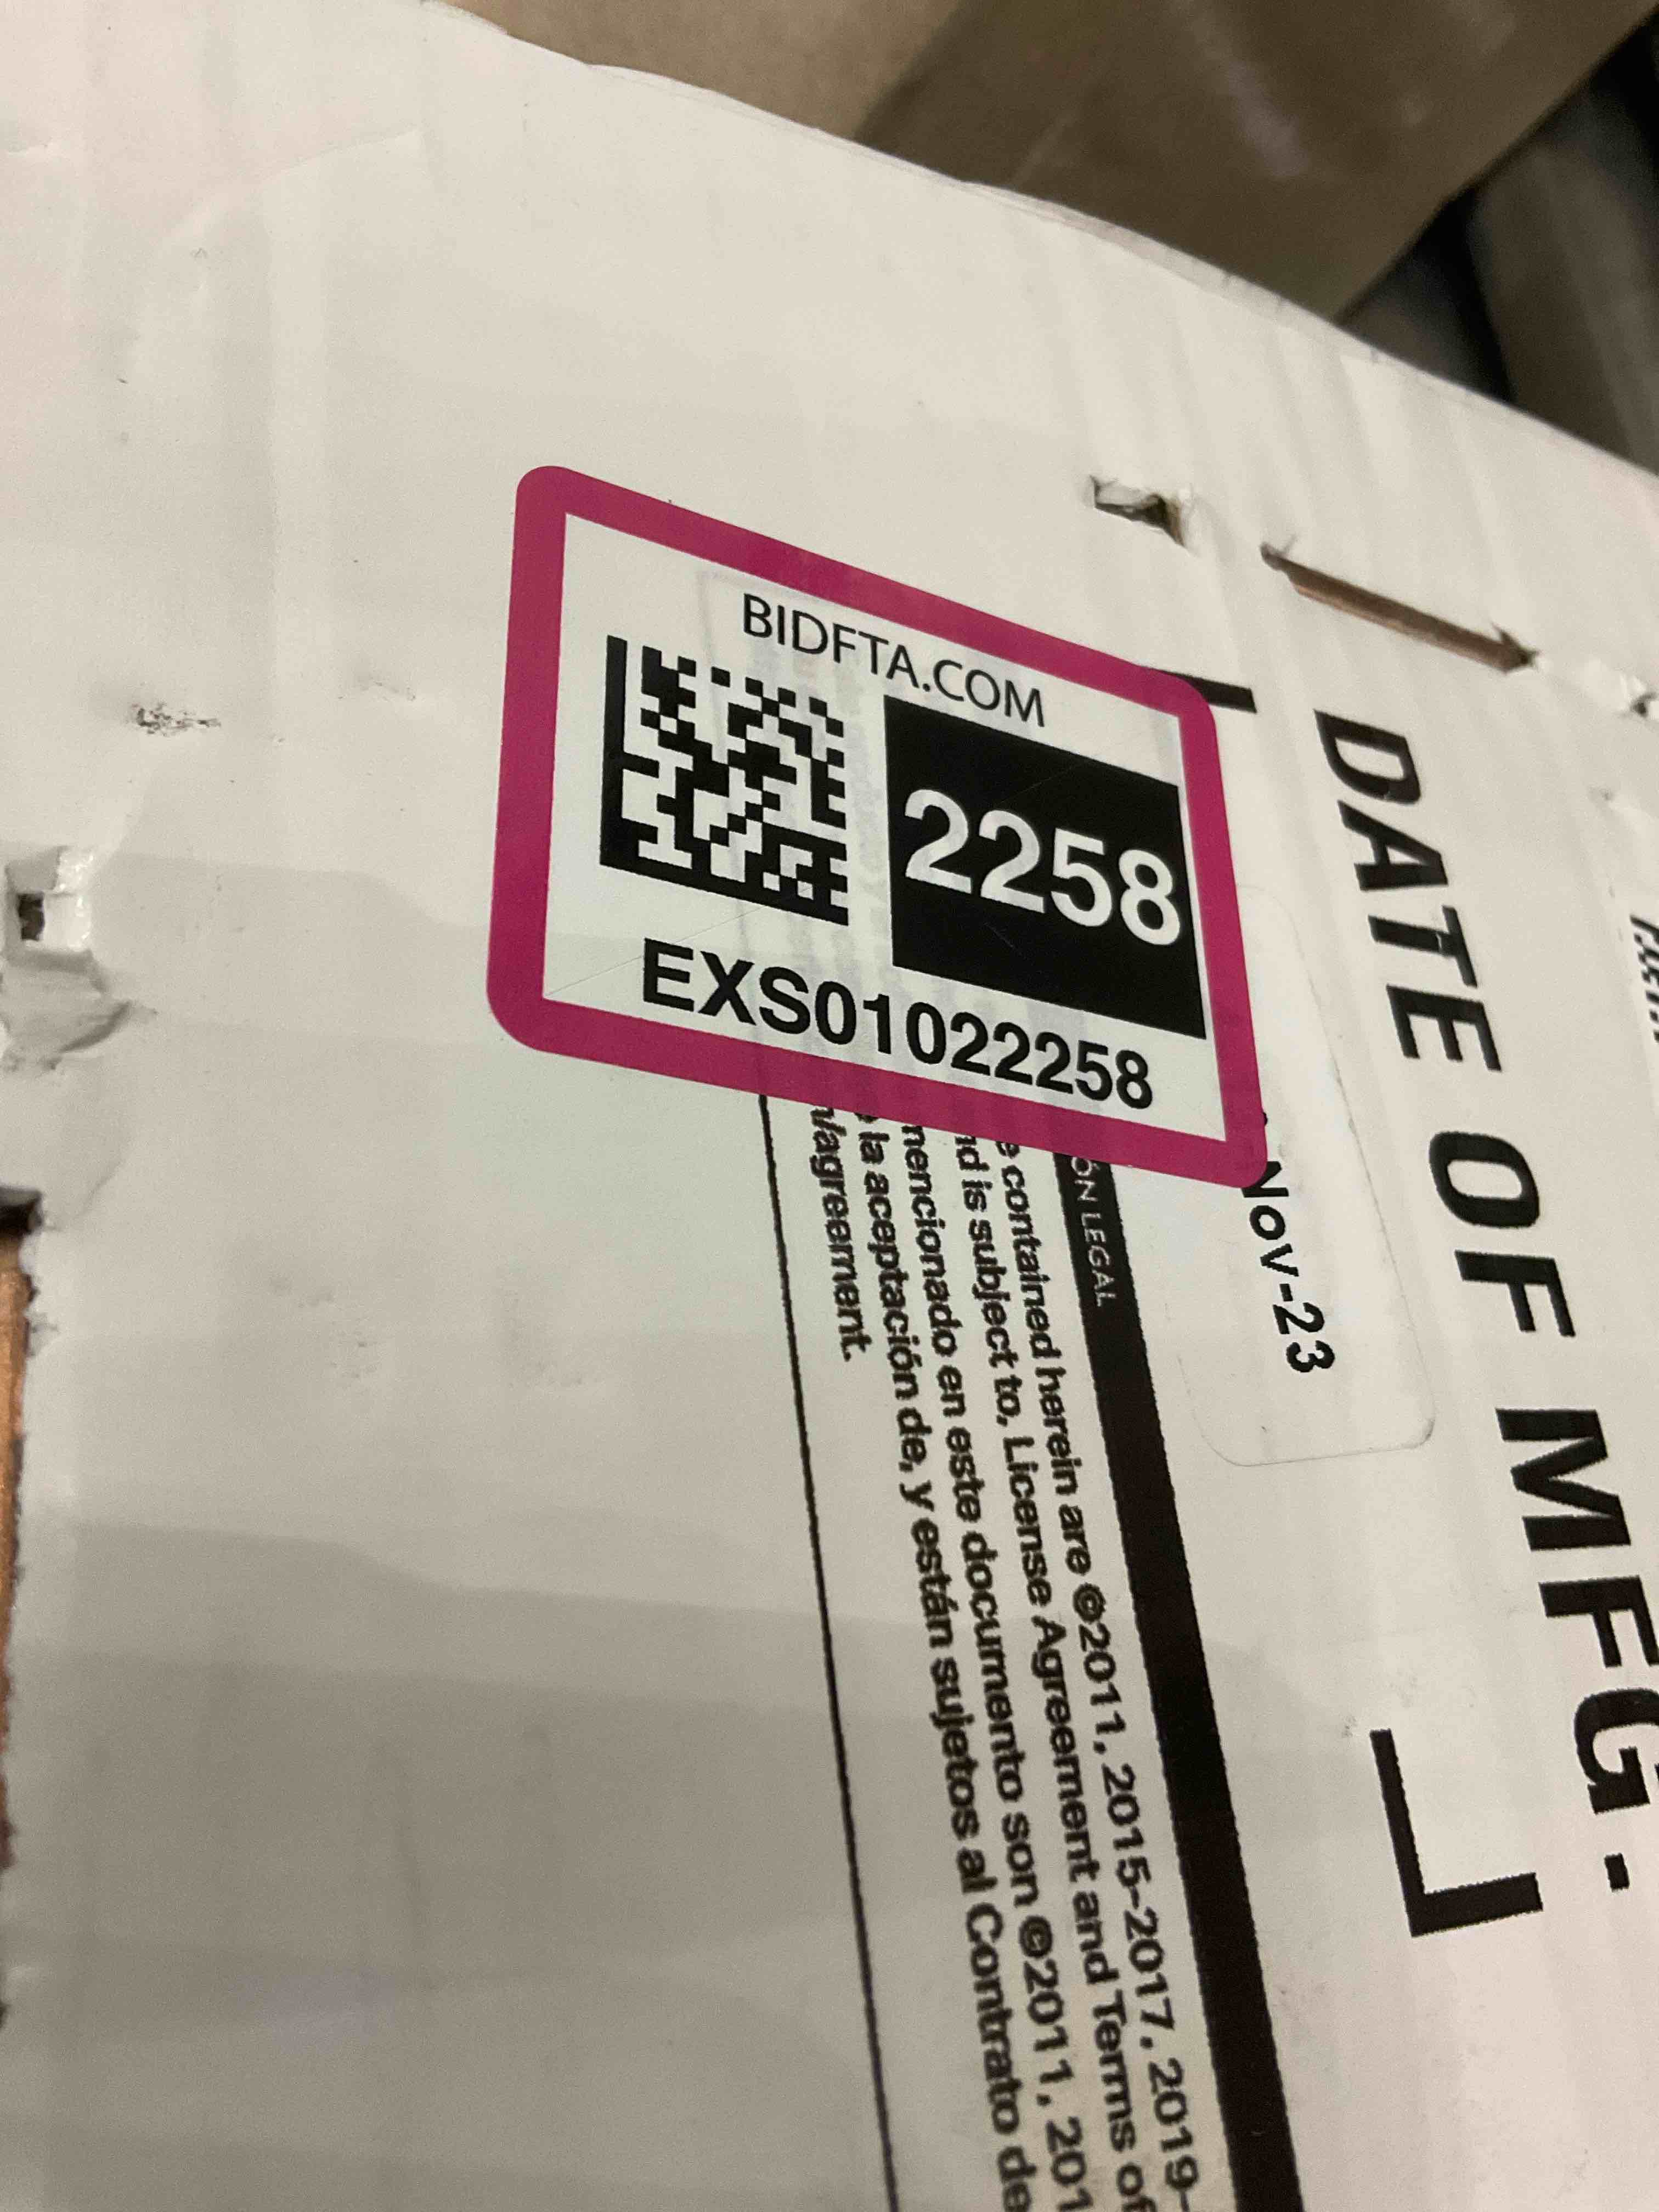 BIDFTA.COM
2258
EXS01022258
DATE OF MFG.
Nov-23
ÓN LEGAL
contained herein are ©2011, 2015-2017, 2019-
is subject to, License Agreement and Terms of
mencionado en este documento son ©2011, 201
la aceptación de, y están sujetos al Contrato de
n/agreement.